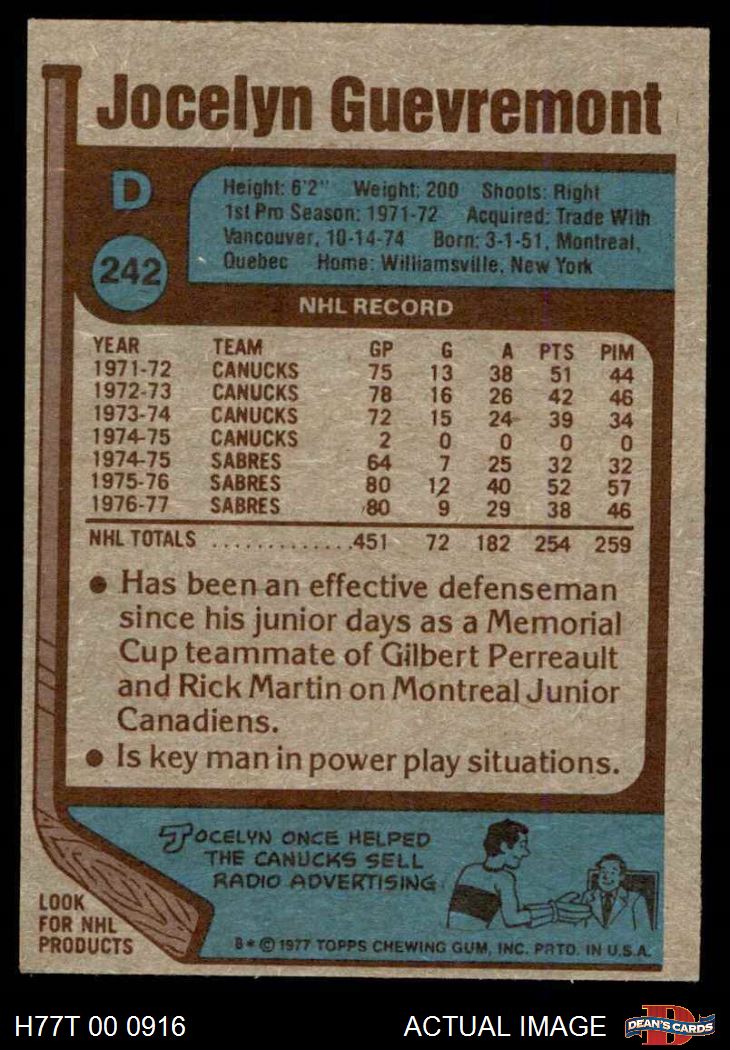 Jocelyn Guevremont
D
242
Height: 6'2" Weight: 200 Shoots: Right
1st Pro Season: 1971-72 Acquired: Trade With
Vancouver, 10-14-74 Born: 3-1-51, Montreal,
Quebec Home: Williamsville, New York
NHL RECORD
YEAR TEAM GP G A PTS PIM
1971-72 CANUCKS 75 13 38 51 44
1972-73 CANUCKS 78 16 26 42 46
1973-74 CANUCKS 72 15 24 39 34
1974-75 CANUCKS 2 0 0 0 0
1974-75 SABRES 64 7 25 32 32
1975-76 SABRES 80 12 40 52 57
1976-77 SABRES 80 9 29 38 46
NHL TOTALS .............451 72 182 254 259
● Has been an effective defenseman
since his junior days as a Memorial
Cup teammate of Gilbert Perreault
and Rick Martin on Montreal Junior
Canadiens.
● Is key man in power play situations.
JOCELYN ONCE HELPED
THE CANUCKS SELL
RADIO ADVERTISING
LOOK
FOR NHL
PRODUCTS
B* © 1977 TOPPS CHEWING GUM, INC. PRTD. IN U.S.A.
H77T 00 0916 ACTUAL IMAGE
D
DEAN'S CARDS